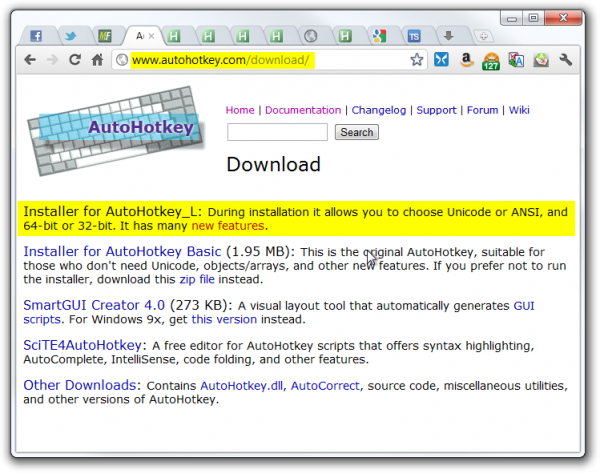 www.autohotkey.com/download/
127
AutoHotkey
Home | Documentation | Changelog | Support | Forum | Wiki
Search
Download
Installer for AutoHotkey_L: During installation it allows you to choose Unicode or ANSI, and
64-bit or 32-bit. It has many new features.
Installer for AutoHotkey Basic (1.95 MB): This is the original AutoHotkey, suitable for
those who don't need Unicode, objects/arrays, and other new features. If you prefer not to run
the installer, download this zip file instead.
SmartGUI Creator 4.0 (273 KB): A visual layout tool that automatically generates GUI
scripts. For Windows 9x, get this version instead.
SciTE4AutoHotkey: A free editor for AutoHotkey scripts that offers syntax highlighting,
AutoComplete, IntelliSense, code folding, and other features.
Other Downloads: Contains AutoHotkey.dll, AutoCorrect, source code, miscellaneous utilities,
and other versions of AutoHotkey.